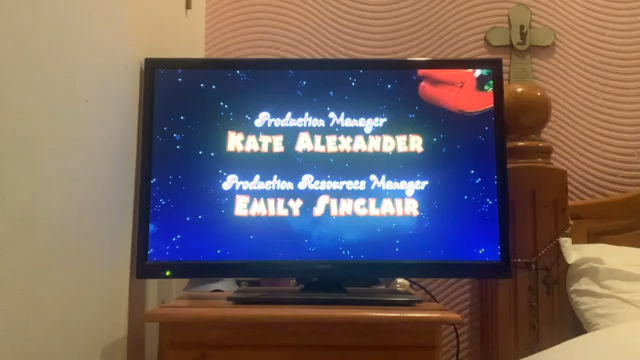 Production Manager
KATE ALEXANDER
Production Resources Manager
EMILY SINCLAIR